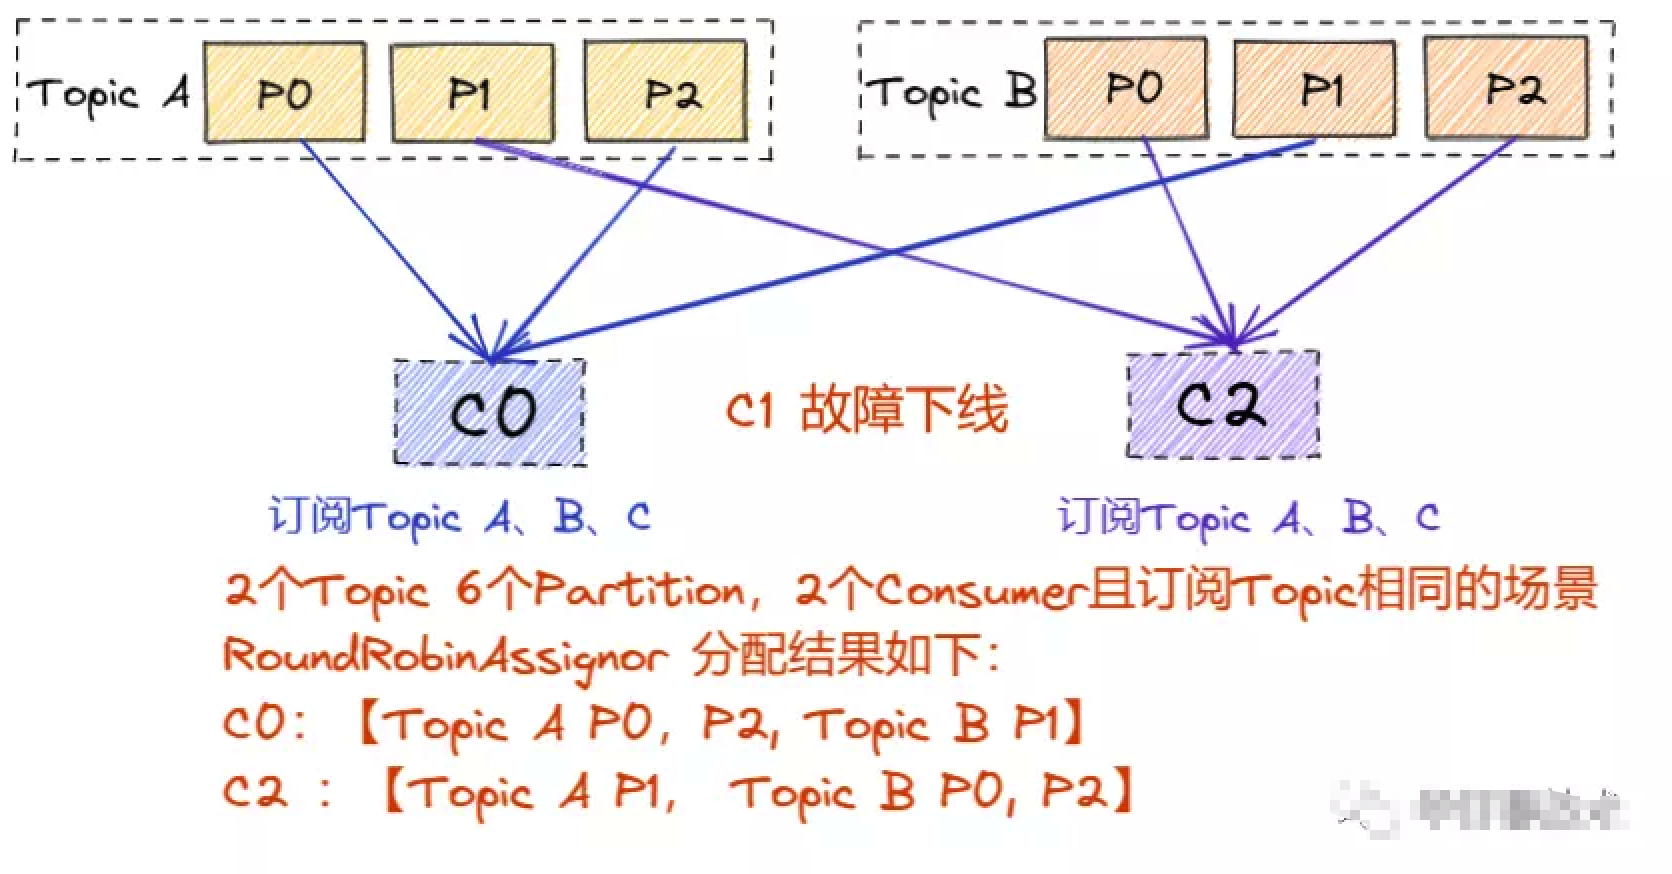 Topic A P0 P1 P2 Topic B P0 P1 P2
C0 C1 故障下线 C2
订阅Topic A、B、C 订阅Topic A、B、C
2个Topic 6个Partition，2个Consumer且订阅Topic相同的场景
RoundRobinAssignor 分配结果如下：
C0：【Topic A P0，P2, Topic B P1】
C2 ：【Topic A P1， Topic B P0, P2】